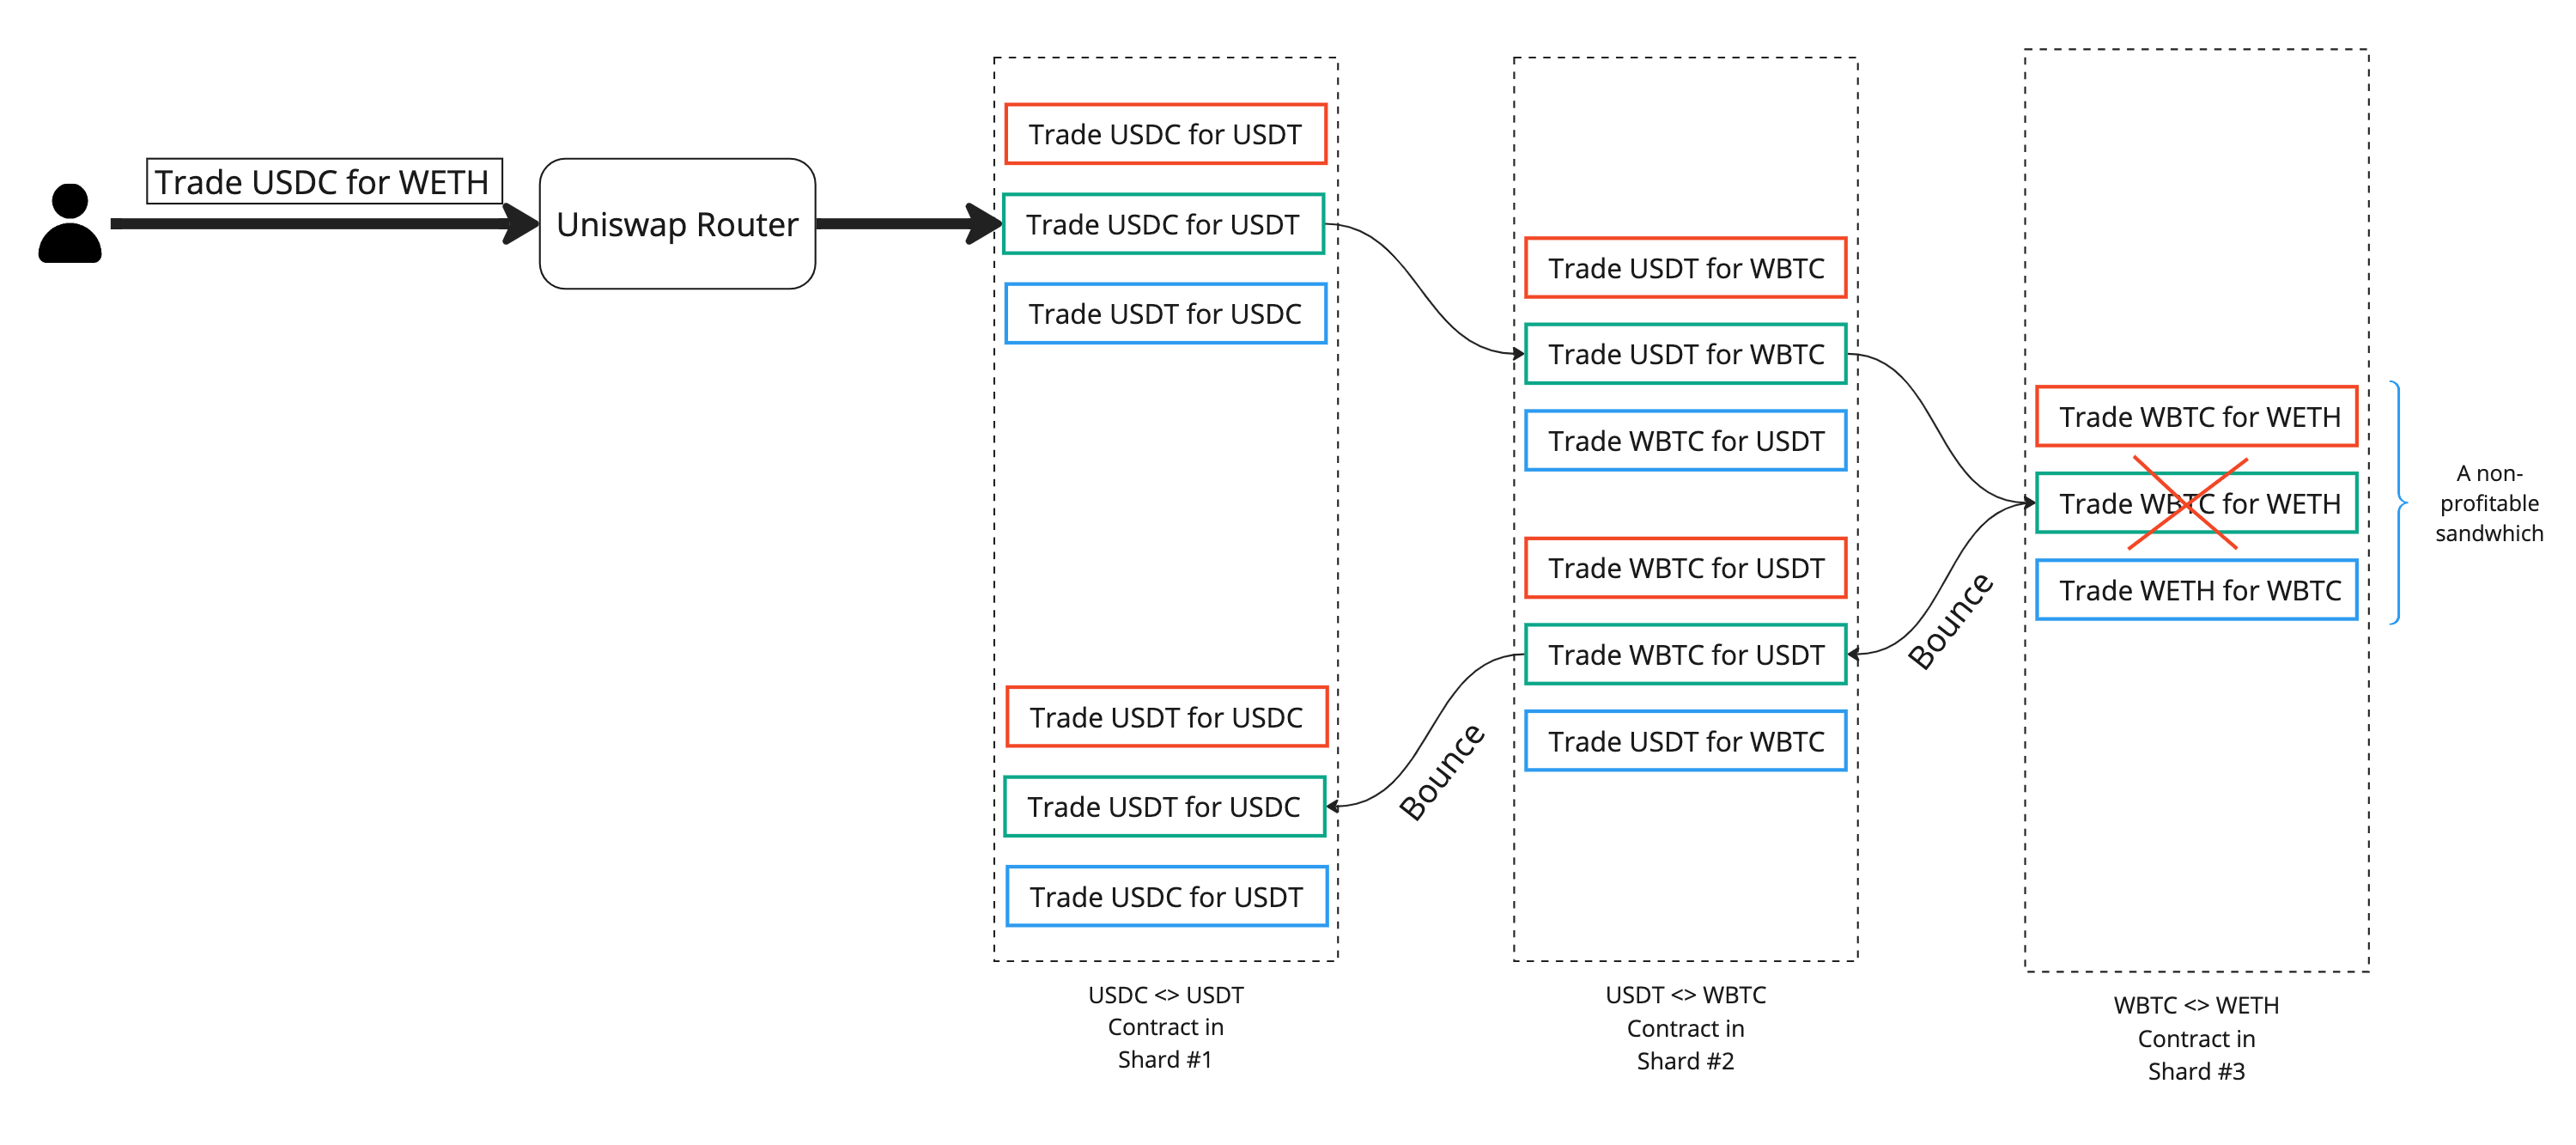 Trade USDC for WETH
Uniswap Router
Trade USDC for USDT
Trade USDC for USDT
Trade USDT for USDC
Trade USDT for USDC
Trade USDT for USDC
Trade USDC for USDT
USDC <> USDT
Contract in
Shard #1
Trade USDT for WBTC
Trade USDT for WBTC
Trade WBTC for USDT
Trade WBTC for USDT
Trade WBTC for USDT
Trade USDT for WBTC
Bounce
USDT <> WBTC
Contract in
Shard #2
Trade WBTC for WETH
Trade WBTC for WETH
Trade WETH for WBTC
Bounce
WBTC <> WETH
Contract in
Shard #3
A non-
profitable
sandwhich